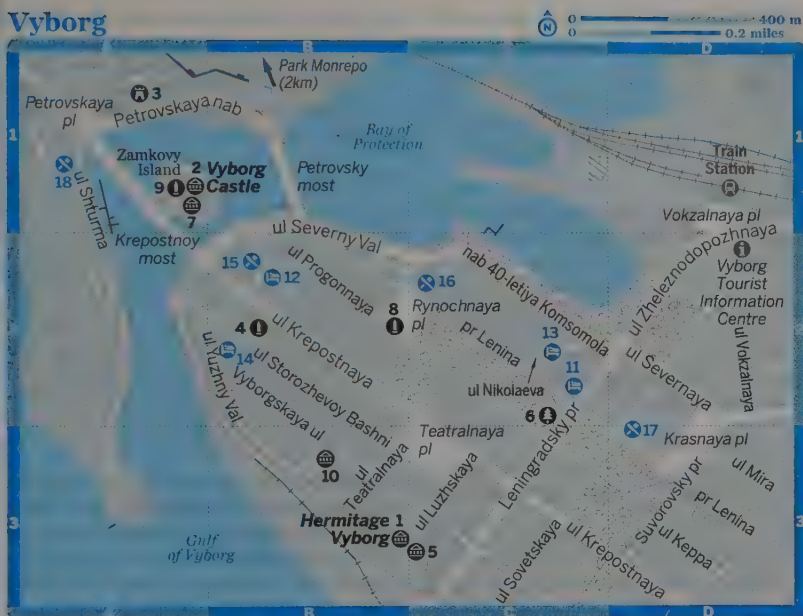 Vyborg
0 400 m
0 0.2 miles
N
B
D
Park Monrepo
(2km)
3
Petrovskaya
pl
Petrovskaya nab
1
1
Bay of
Protection
Train
Station
Zamkovy
Island
2 Vyborg
Castle
9
7
18
ul Shturma
Petrovsky
most
Krepostnoy
most
Vokzalnaya pl
ul Severny Val
ul Zheleznodopozhnaya
Vyborg
Tourist
Information
Centre
15
12
ul Progonnaya
16
nab 40-letiya Komsomola
8
Rynochnaya
pl
pr Lenina
13
11
4
ul Krepostnaya
14
ul Storozhevoy Bashni
ul Yuzhny Val
Vyborgskaya ul
ul Nikolaeva
ul Severnaya
ul Vokzalnaya
6
Teatralnaya
pl
Leningradsky pr
17
Krasnaya pl
10
ul
Teatralnaya
ul Luzhskaya
Suvorovsky pr
ul Mira
pr Lenina
ul Keppa
3
3
Hermitage 1
Vyborg
5
Gulf
of Vyborg
ul Sovetskaya
ul Krepostnaya
B
C
D